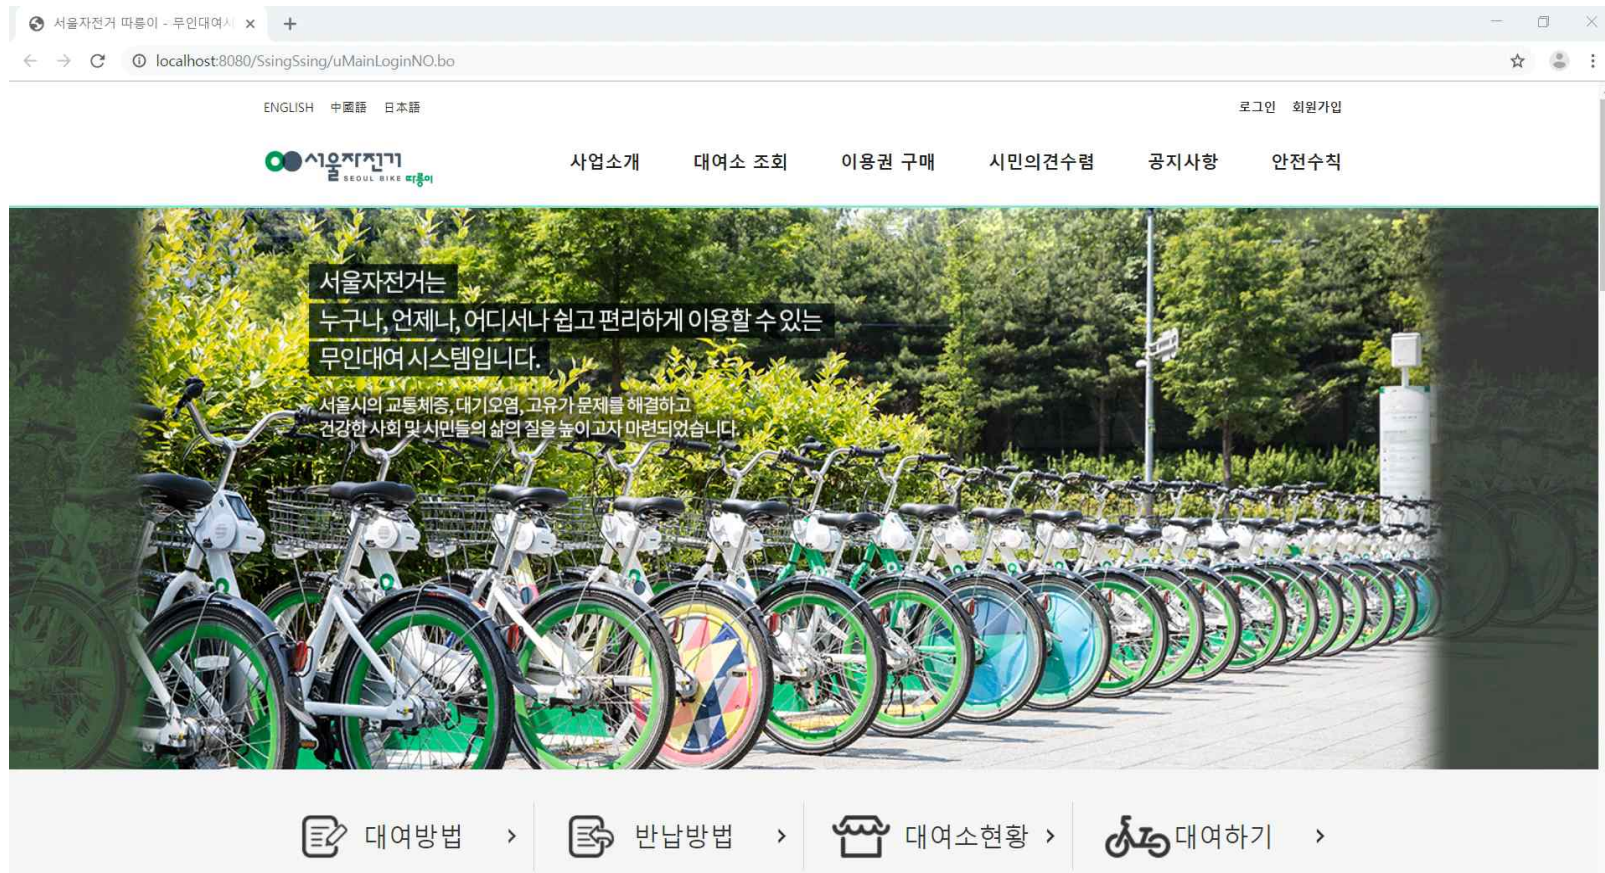 서울자전거 따릉이 - 무인대여시
localhost:8080/SsingSsing/uMainLoginNO.bo
ENGLISH 中國語 日本語
로그인 회원가입
서울자전거
SEOUL BIKE 따릉이
사업소개 대여소 조회 이용권 구매 시민의견수렴 공지사항 안전수칙
서울자전거는
누구나, 언제나, 어디서나 쉽고 편리하게 이용할 수 있는
무인대여 시스템입니다.
서울시의 교통체증, 대기오염, 고유가 문제를 해결하고
건강한 사회 및 시민들의 삶의 질을 높이고자 마련되었습니다.
대여방법 반납방법 대여소현황 대여하기